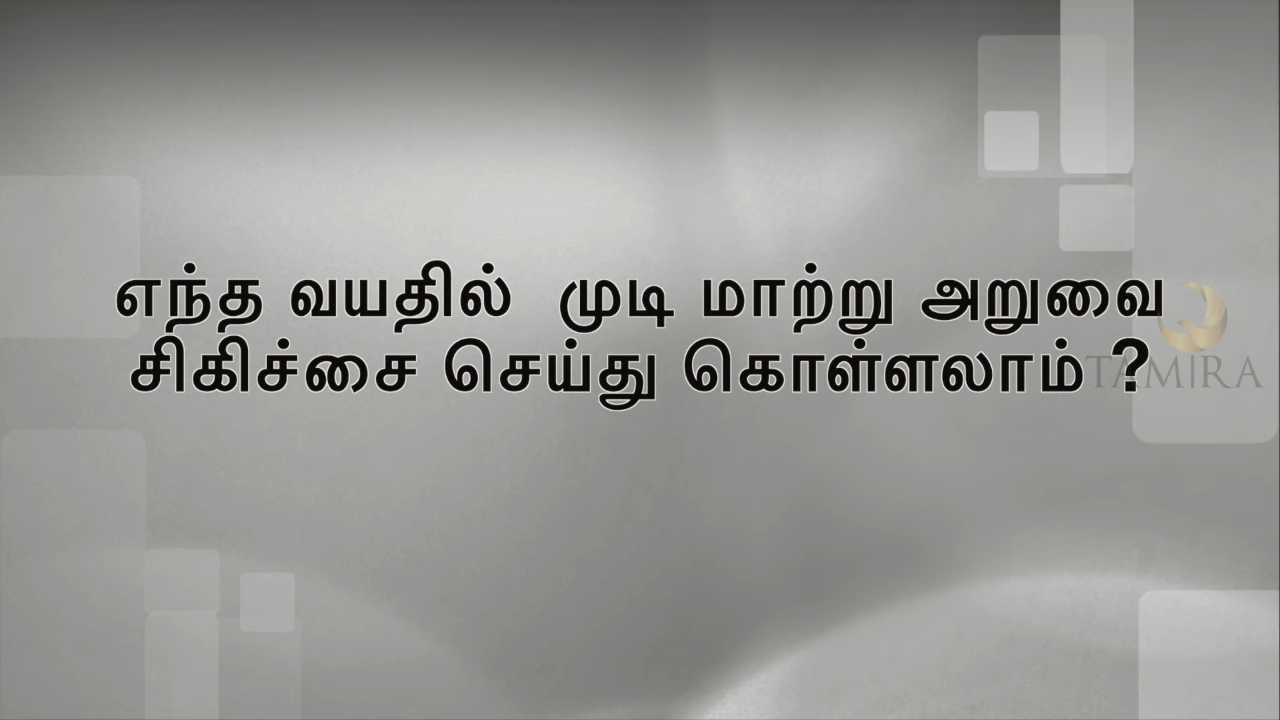 எந்த வயதில் முடி மாற்று அறுவை
சிகிச்சை செய்து கொள்ளலாம் ?
TAMIRA